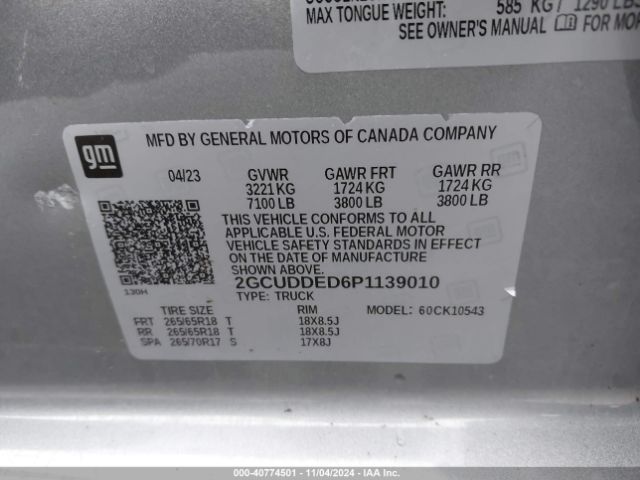 MAX TONGUE WEIGHT: 585 KG / 1290 LBS
SEE OWNER'S MANUAL FOR MOR
gm
MFD BY GENERAL MOTORS OF CANADA COMPANY
04/23 GVWR GAWR FRT GAWR RR
3221 KG 1724 KG 1724 KG
7100 LB 3800 LB 3800 LB
THIS VEHICLE CONFORMS TO ALL
APPLICABLE U.S. FEDERAL MOTOR
VEHICLE SAFETY STANDARDS IN EFFECT
ON THE DATE OF MANUFACTURE
SHOWN ABOVE.
2GCUDDED6P1139010
130H TYPE: TRUCK
TIRE SIZE RIM MODEL: 60CK10543
FRT 265/65R18 T 18X8.5J
RR 265/65R18 T 18X8.5J
SPA 265/70R17 S 17X8J
000-40774501 - 11/04/2024 - IAAI.COM